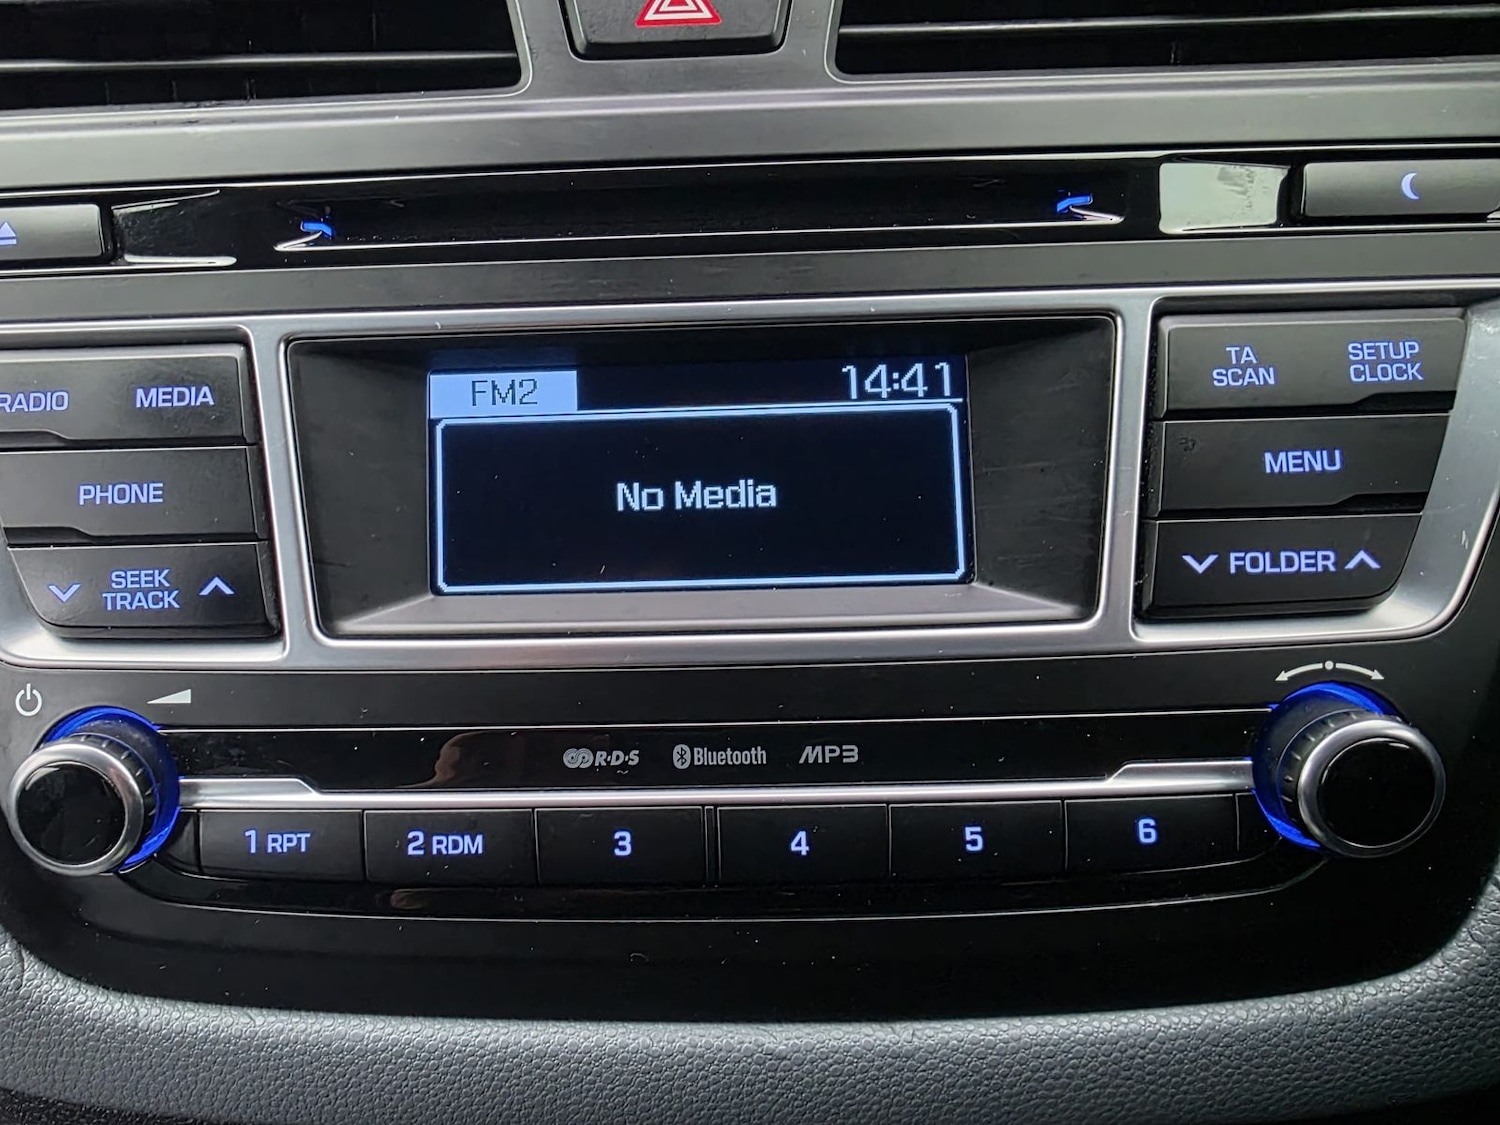 RADIO
MEDIA
PHONE
SEEK
TRACK
FM2
14:41
No Media
TA
SCAN
SETUP
CLOCK
MENU
FOLDER
R·D·S
Bluetooth
MP3
1 RPT
2 RDM
3
4
5
6